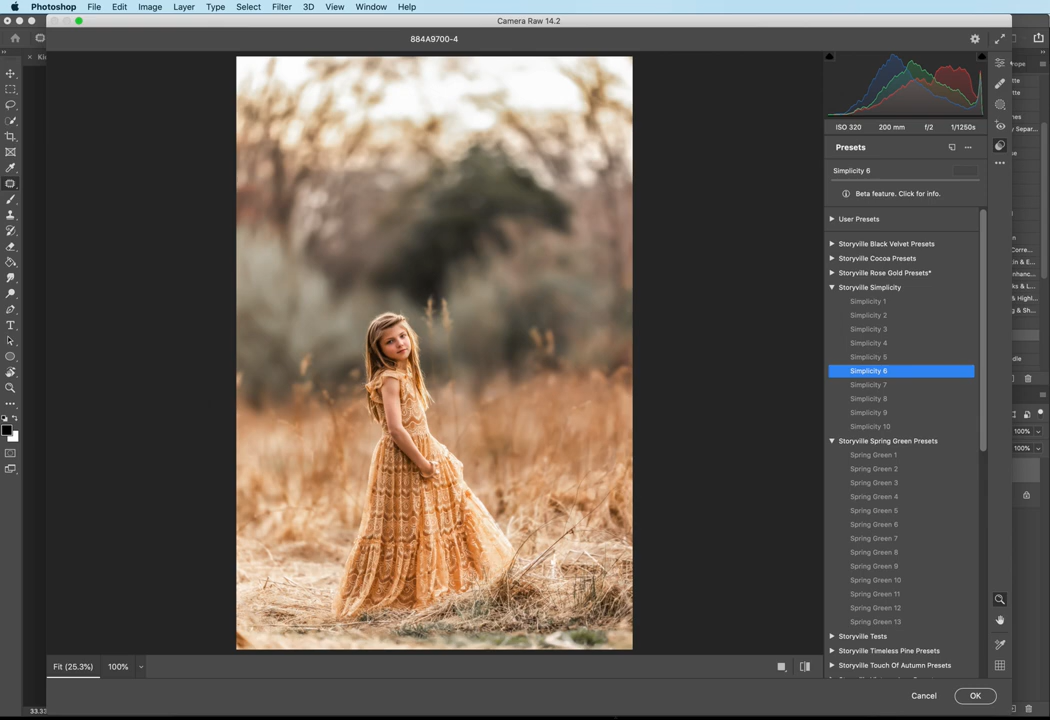 Photoshop File Edit Image Layer Type Select Filter 3D View Window Help
Camera Raw 14.2
884A9700-4
ISO 320 200 mm f/2 1/1250s
Presets
Simplicity 6
Beta feature. Click for info.
User Presets
Storyville Black Velvet Presets
Storyville Cocoa Presets
Storyville Rose Gold Presets*
Storyville Simplicity
Simplicity 1
Simplicity 2
Simplicity 3
Simplicity 4
Simplicity 5
Simplicity 6
Simplicity 7
Simplicity 8
Simplicity 9
Simplicity 10
Storyville Spring Green Presets
Spring Green 1
Spring Green 2
Spring Green 3
Spring Green 4
Spring Green 5
Spring Green 6
Spring Green 7
Spring Green 8
Spring Green 9
Spring Green 10
Spring Green 11
Spring Green 12
Spring Green 13
Storyville Tests
Storyville Timeless Pine Presets
Storyville Touch Of Autumn Presets
Fit (25.3%) 100%
Cancel OK
33.33
100%
100%